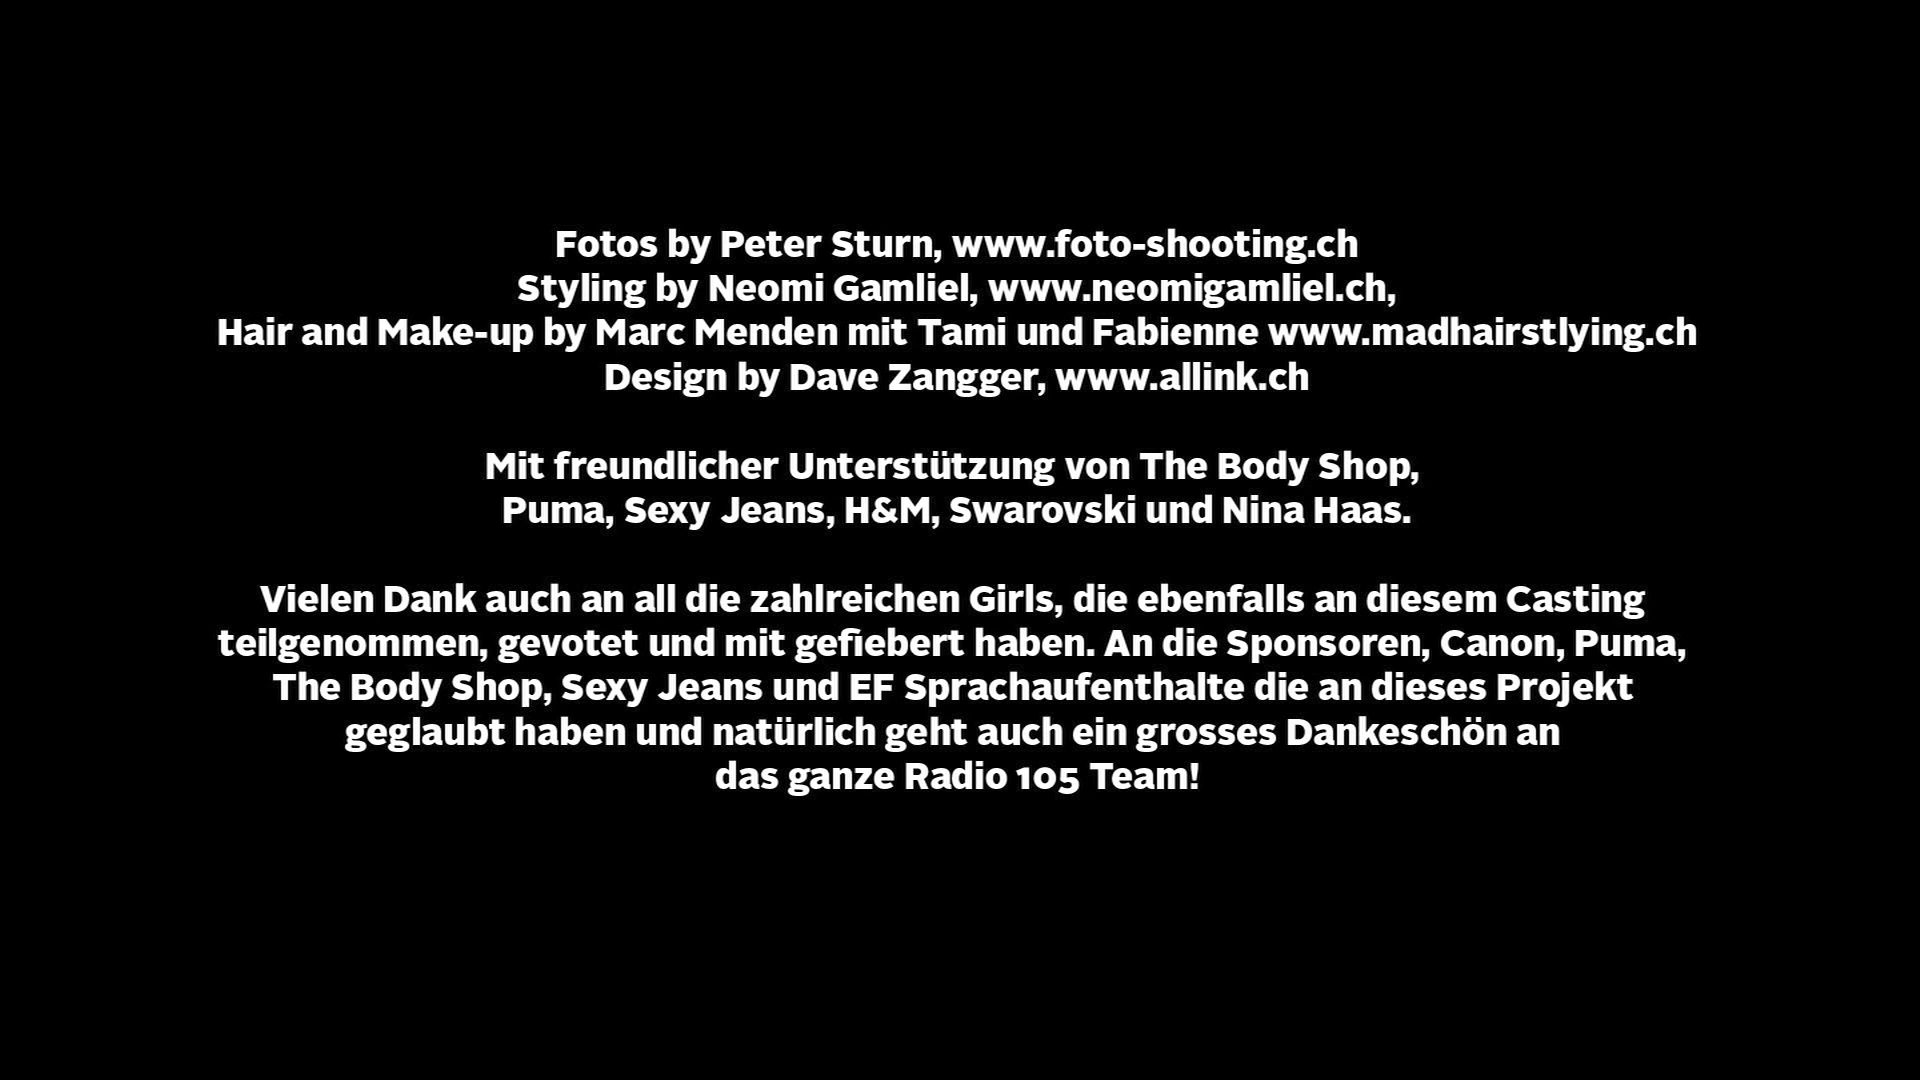 Fotos by Peter Sturn, www.foto-shooting.ch
Styling by Neomi Gamliel, www.neomigamliel.ch,
Hair and Make-up by Marc Menden mit Tami und Fabienne www.madhairstlying.ch
Design by Dave Zangger, www.allink.ch
Mit freundlicher Unterstützung von The Body Shop,
Puma, Sexy Jeans, H&M, Swarovski und Nina Haas.
Vielen Dank auch an all die zahlreichen Girls, die ebenfalls an diesem Casting
teilgenommen, gevotet und mit gefiebert haben. An die Sponsoren, Canon, Puma,
The Body Shop, Sexy Jeans und EF Sprachaufenthalte die an dieses Projekt
geglaubt haben und natürlich geht auch ein grosses Dankeschön an
das ganze Radio 105 Team!